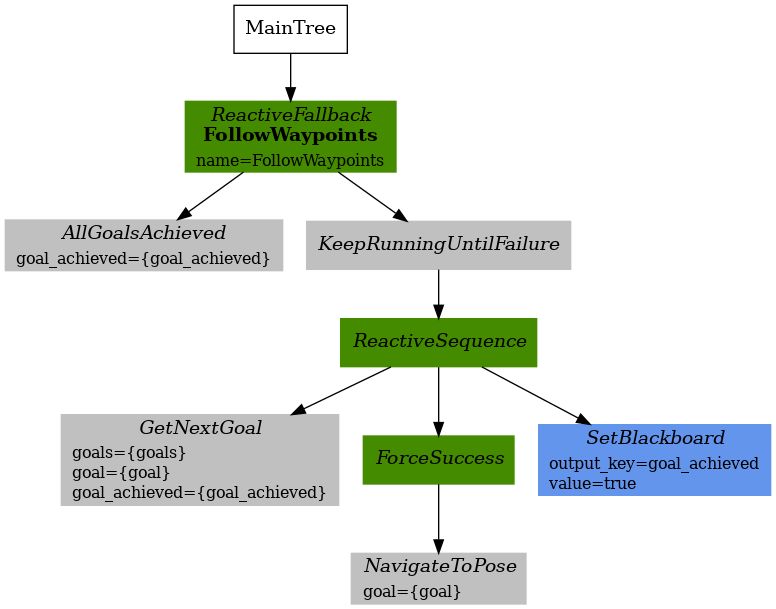 MainTree
ReactiveFallback
FollowWaypoints
name=FollowWaypoints
AllGoalsAchieved
goal_achieved={goal_achieved}
KeepRunningUntilFailure
ReactiveSequence
GetNextGoal
goals={goals}
goal={goal}
goal_achieved={goal_achieved}
ForceSuccess
SetBlackboard
output_key=goal_achieved
value=true
NavigateToPose
goal={goal}